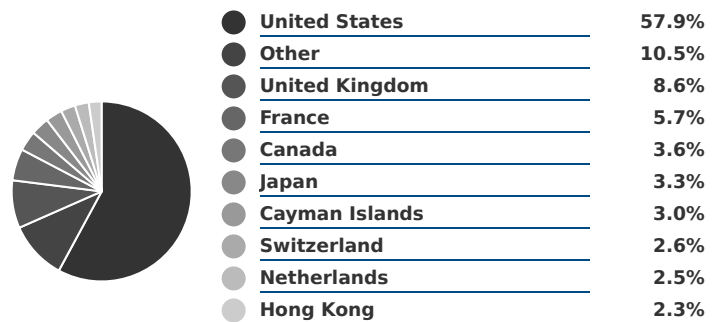 United States 57.9%
Other 10.5%
United Kingdom 8.6%
France 5.7%
Canada 3.6%
Japan 3.3%
Cayman Islands 3.0%
Switzerland 2.6%
Netherlands 2.5%
Hong Kong 2.3%